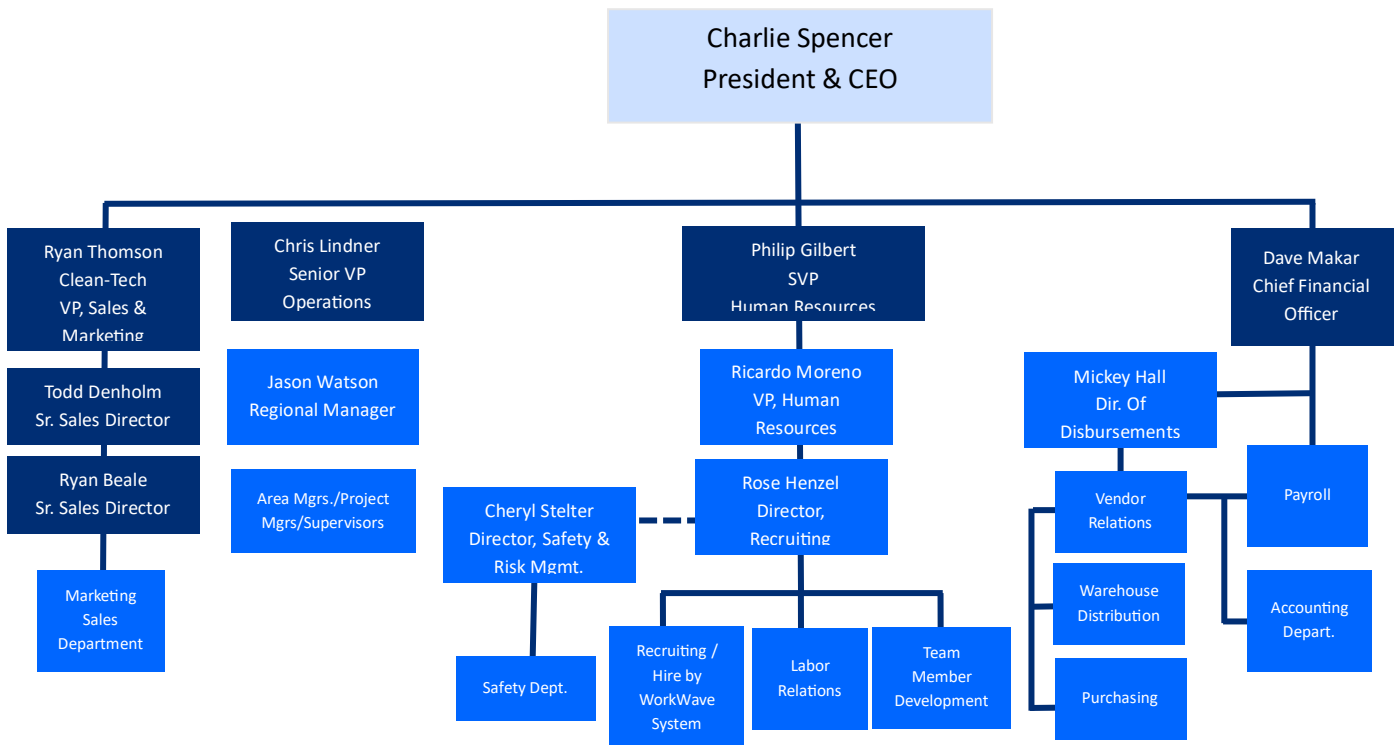 Charlie Spencer
President & CEO
Ryan Thomson
Clean-Tech
VP, Sales &
Marketing
Chris Lindner
Senior VP
Operations
Philip Gilbert
SVP
Human Resources
Dave Makar
Chief Financial
Officer
Todd Denholm
Sr. Sales Director
Jason Watson
Regional Manager
Ricardo Moreno
VP, Human
Resources
Mickey Hall
Dir. Of
Disbursements
Ryan Beale
Sr. Sales Director
Area Mgrs./Project
Mgrs/Supervisors
Cheryl Stelter
Director, Safety &
Risk Mgmt.
Rose Henzel
Director,
Recruiting
Vendor
Relations
Payroll
Marketing
Sales
Department
Warehouse
Distribution
Accounting
Depart.
Safety Dept.
Recruiting /
Hire by
WorkWave
System
Labor
Relations
Team
Member
Development
Purchasing